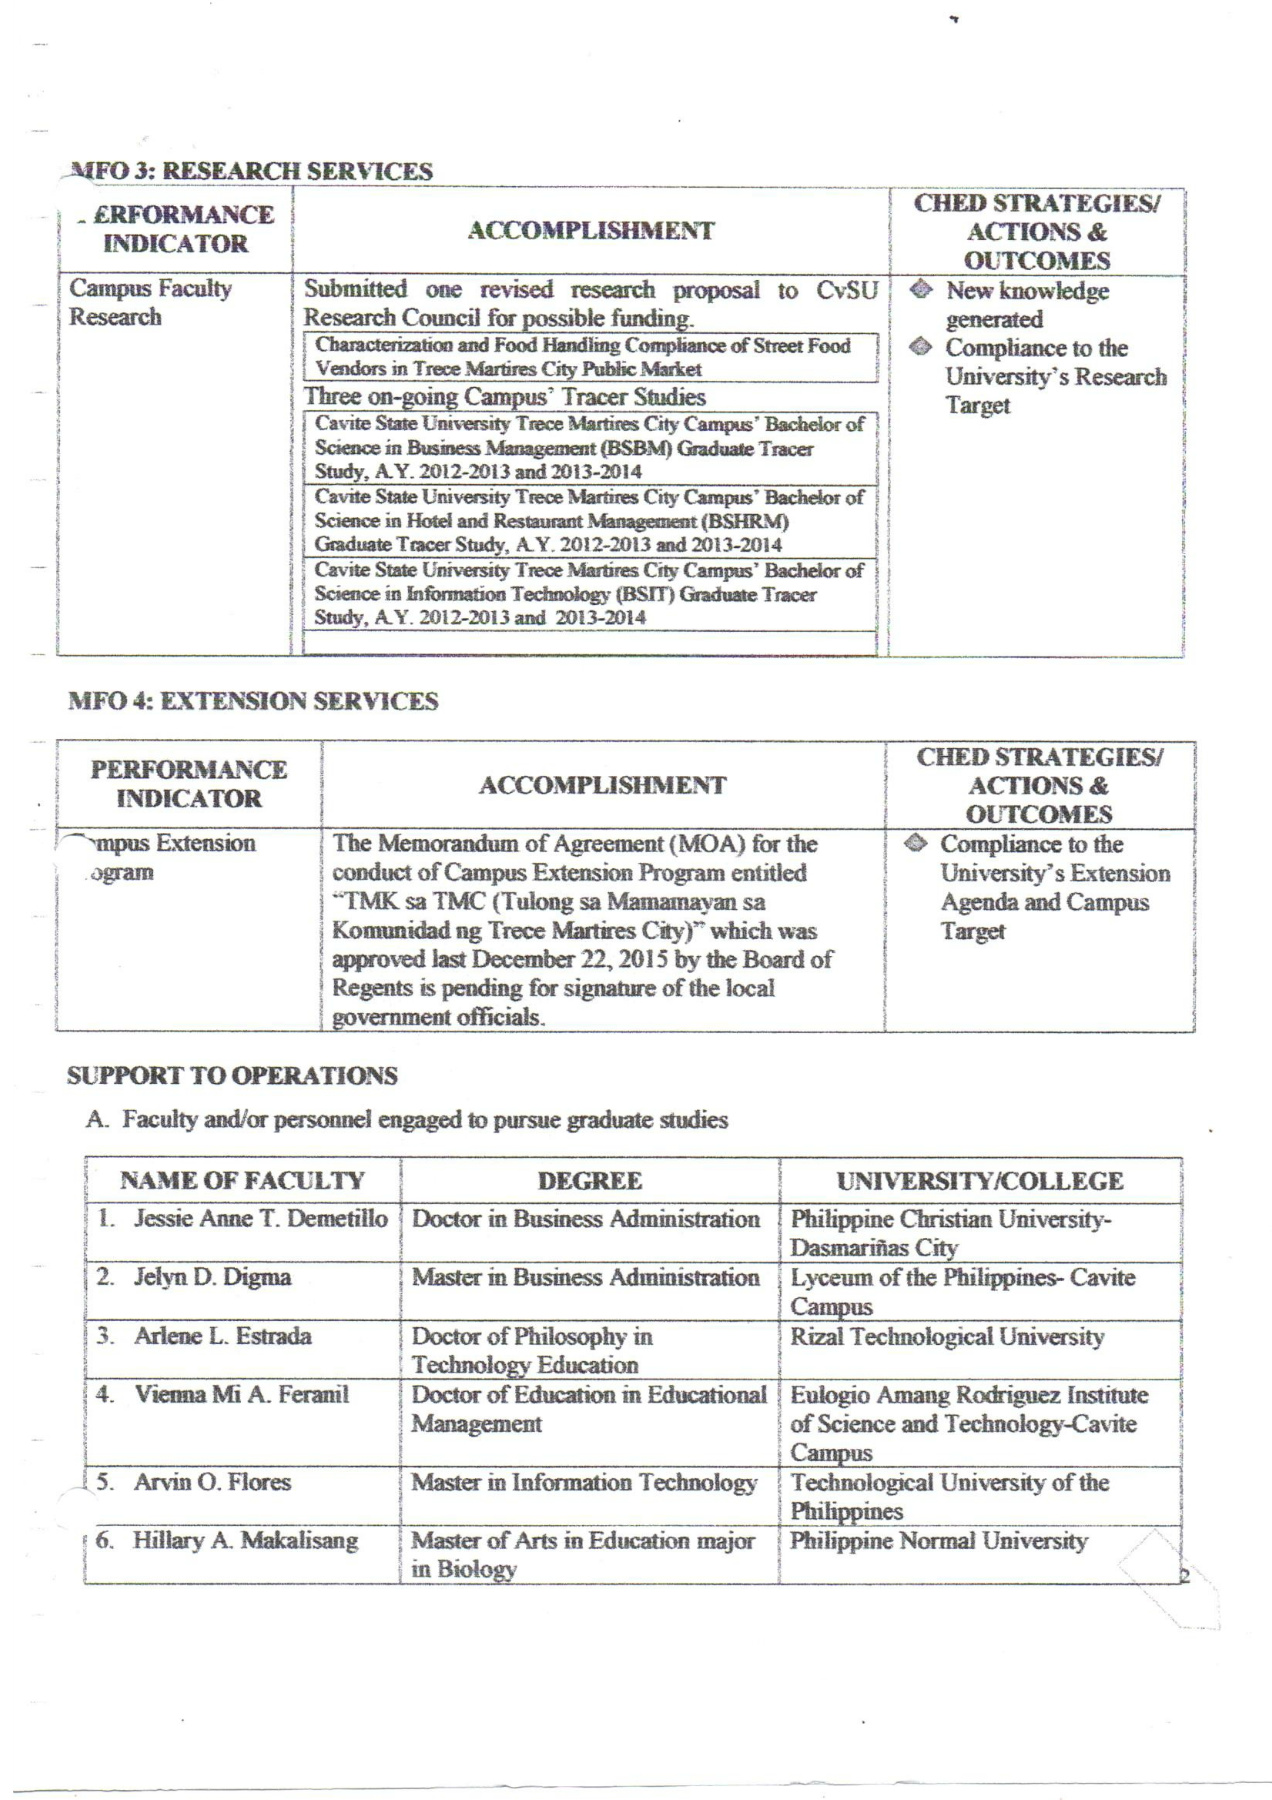 MFO 3: RESEARCH SERVICES
ERFORMANCE
INDICATOR
ACCOMPLISHMENT
CHED STRATEGIES/
ACTIONS &
OUTCOMES
Campus Faculty
Research
Submitted one revised research proposal to CvSU
Research Council for possible funding.
Characterization and Food Handling Compliance of Street Food
Vendors in Trece Martires City Public Market
Three on-going Campus' Tracer Studies
Cavite State University Trece Martires City Campus' Bachelor of
Science in Business Management (BSBM) Graduate Tracer
Study, A.Y. 2012-2013 and 2013-2014
Cavite State University Trece Martires City Campus' Bachelor of
Science in Hotel and Restaurant Management (BSHRM)
Graduate Tracer Study, A.Y. 2012-2013 and 2013-2014
Cavite State University Trece Martires City Campus' Bachelor of
Science in Information Technology (BSIT) Graduate Tracer
Study, A.Y. 2012-2013 and 2013-2014
New knowledge
generated
Compliance to the
University's Research
Target
MFO 4: EXTENSION SERVICES
PERFORMANCE
INDICATOR
ACCOMPLISHMENT
CHED STRATEGIES/
ACTIONS &
OUTCOMES
mpus Extension
ogram
The Memorandum of Agreement (MOA) for the
conduct of Campus Extension Program entitled
"TMK sa TMC (Tulong sa Mamamayan sa
Komunidad ng Trece Martires City)" which was
approved last December 22, 2015 by the Board of
Regents is pending for signature of the local
government officials.
Compliance to the
University's Extension
Agenda and Campus
Target
SUPPORT TO OPERATIONS
A. Faculty and/or personnel engaged to pursue graduate studies
NAME OF FACULTY
DEGREE
UNIVERSITY/COLLEGE
1. Jessie Anne T. Demetillo
Doctor in Business Administration
Philippine Christian University-
Dasmariñas City
2. Jelyn D. Digma
Master in Business Administration
Lyceum of the Philippines- Cavite
Campus
3. Arlene L. Estrada
Doctor of Philosophy in
Technology Education
Rizal Technological University
4. Vienna Mi A. Feranil
Doctor of Education in Educational
Management
Eulogio Amang Rodriguez Institute
of Science and Technology-Cavite
Campus
5. Arvin O. Flores
Master in Information Technology
Technological University of the
Philippines
6. Hillary A. Makalisang
Master of Arts in Education major
in Biology
Philippine Normal University
2